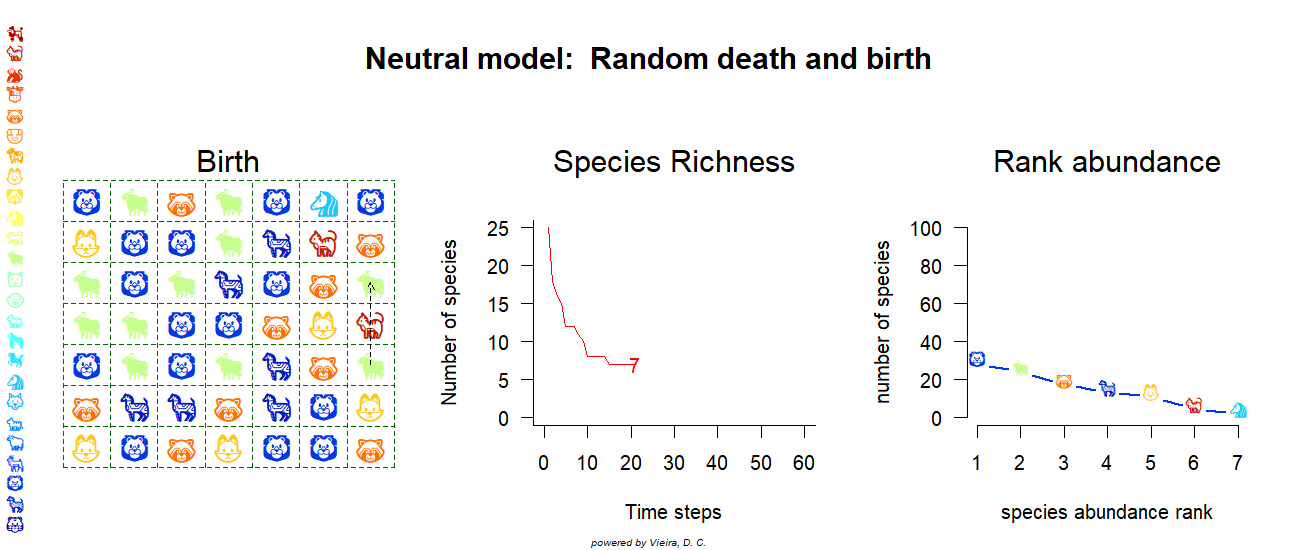 Neutral model:  Random death and birth
Birth
Species Richness
Rank abundance
Number of species
25
20
15
10
5
0
7
0 10 20 30 40 50 60
Time steps
number of species
100
80
60
40
20
0
1 2 3 4 5 6 7
species abundance rank
powered by Vieira, D. C.